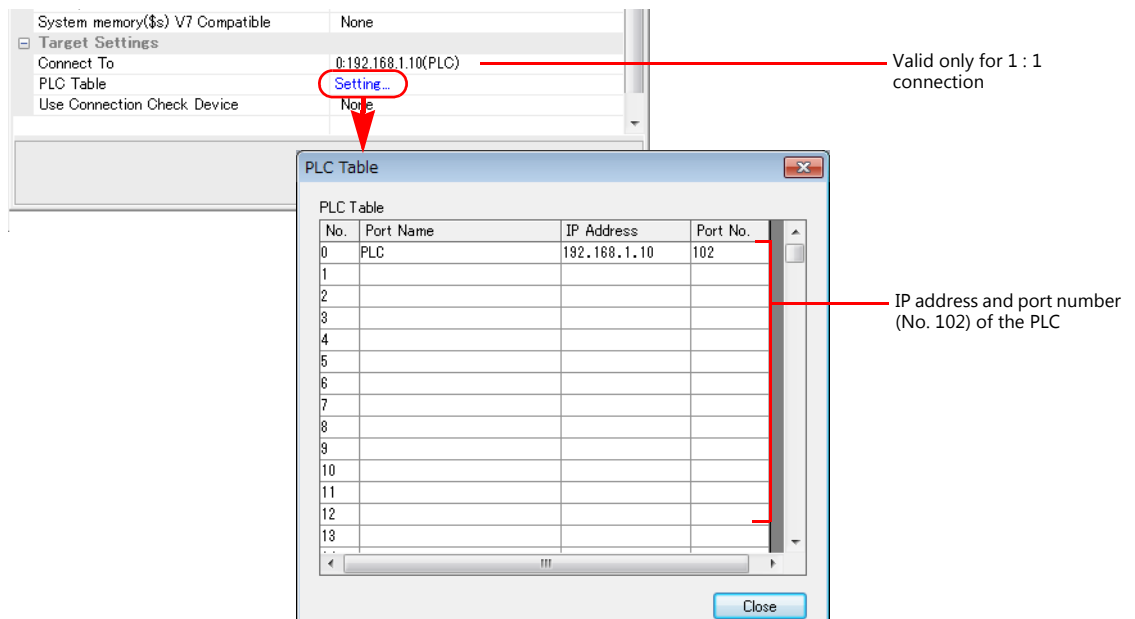 System memory($s) V7 Compatible None
Target Settings
Connect To 0:192.168.1.10(PLC)
Valid only for 1 : 1
connection
PLC Table Setting...
Use Connection Check Device None
PLC Table
PLC Table
No. Port Name IP Address Port No.
0 PLC 192.168.1.10 102
1
2
3
4
5
6
7
8
9
10
11
12
13
IP address and port number
(No. 102) of the PLC
Close